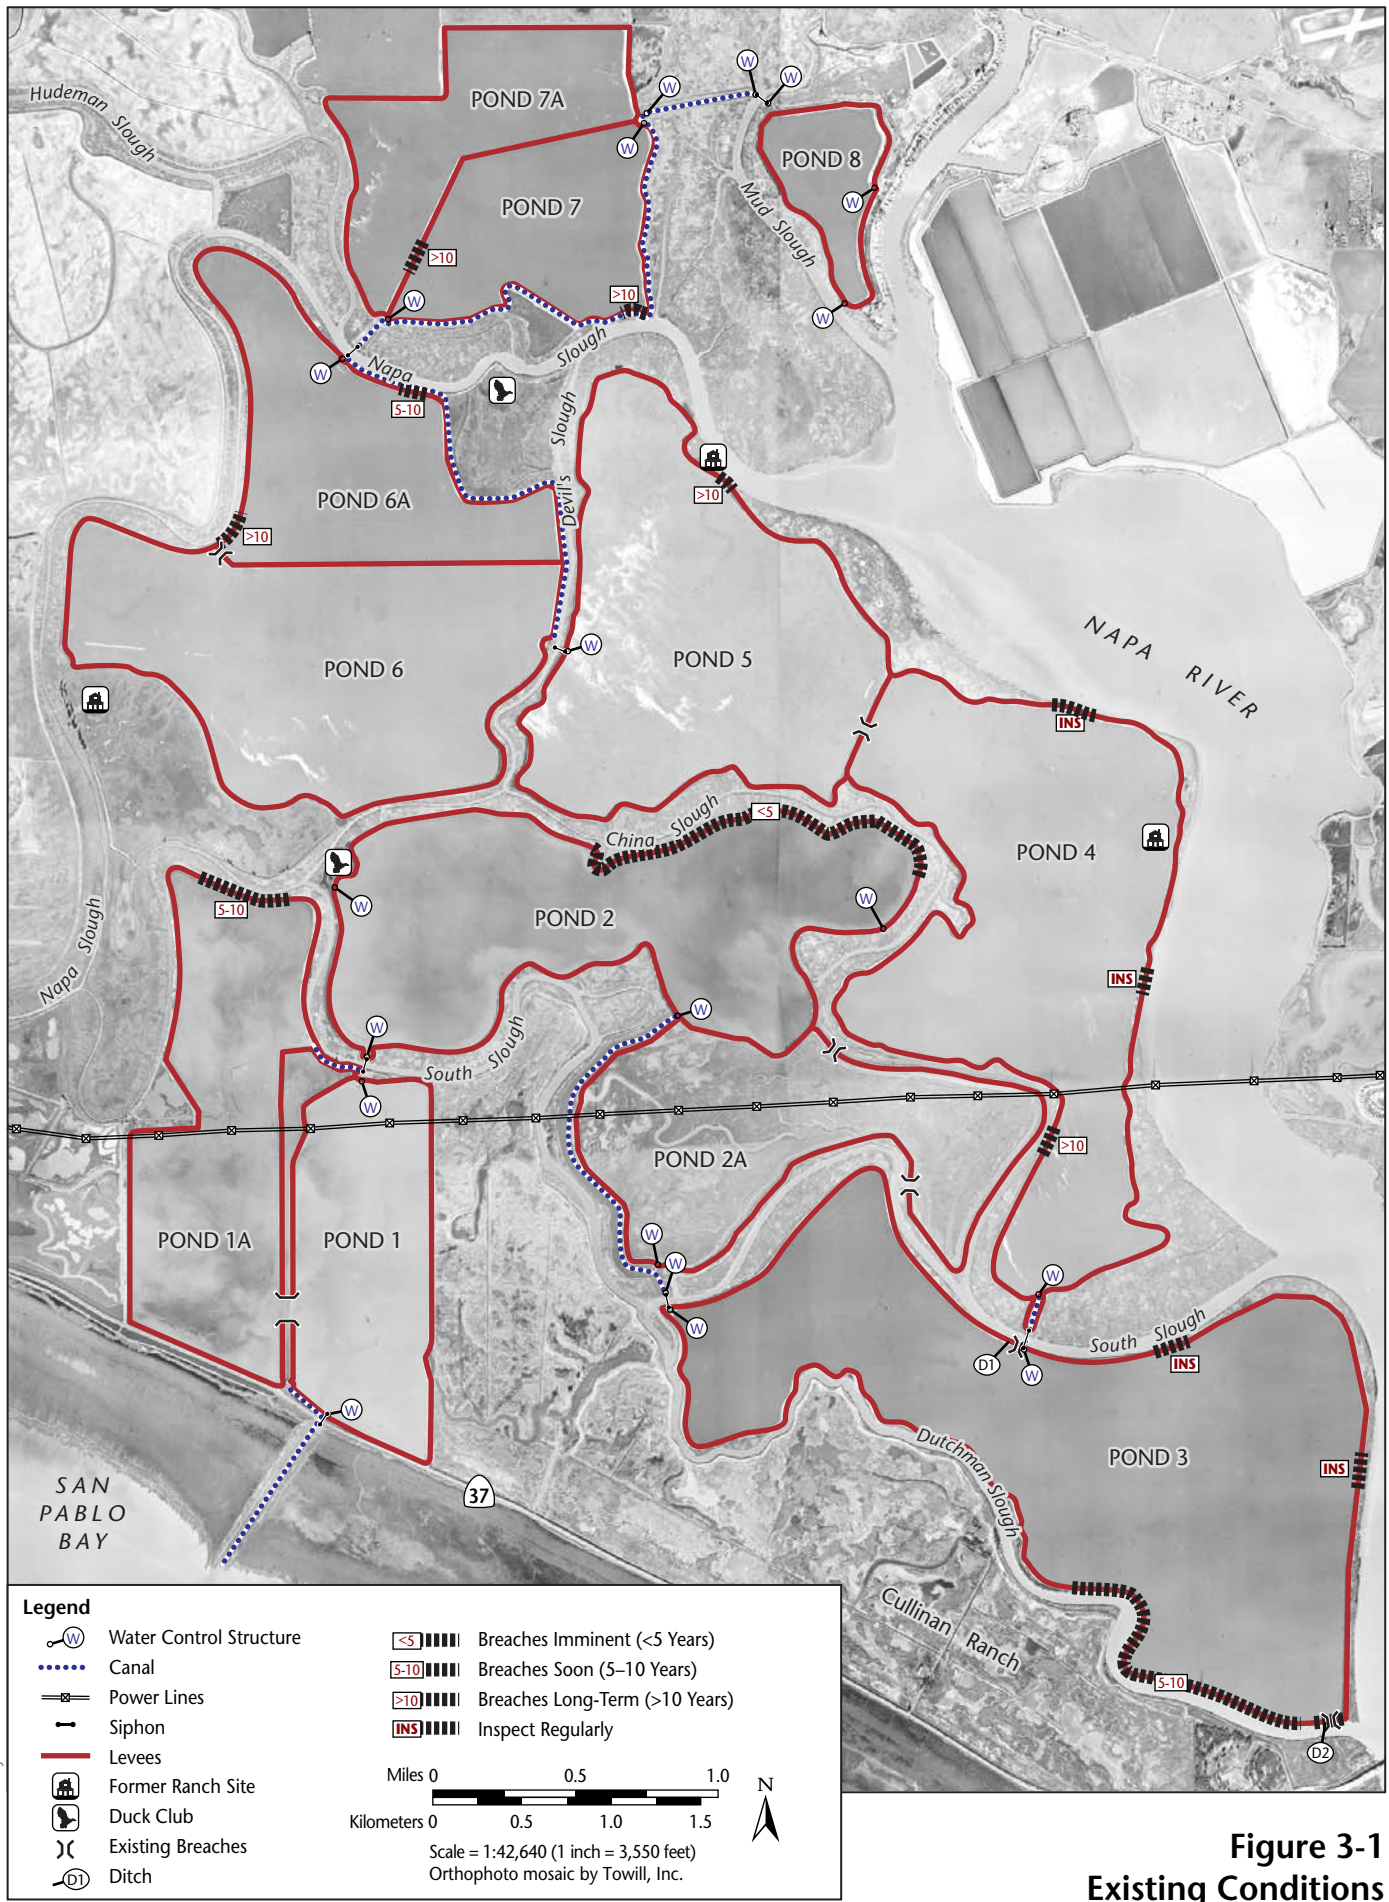 Hudeman
Slough
POND 7A
W
W
W
W
POND 8
POND 7
W
Mud Slough
>10
>10
W
W
W
Napa
Slough
5-10
Devil's Slough
>10
POND 6A
>10
NAPA RIVER
W
POND 5
POND 6
INS
China Slough
<5
POND 4
5-10
W
W
POND 2
Napa Slough
INS
W
W
South Slough
W
>10
POND 2A
POND 1A
POND 1
W
W
W
W
D1
W
South Slough
INS
W
Dutchman Slough
POND 3
INS
SAN
PABLO
BAY
37
Cullinan Ranch
5-10
D2
Legend
W Water Control Structure
Canal
Power Lines
Siphon
Levees
Former Ranch Site
Duck Club
Existing Breaches
D1 Ditch
<5 Breaches Imminent (<5 Years)
5-10 Breaches Soon (5–10 Years)
>10 Breaches Long-Term (>10 Years)
INS Inspect Regularly
Miles 0 0.5 1.0
Kilometers 0 0.5 1.0 1.5
N
Scale = 1:42,640 (1 inch = 3,550 feet)
Orthophoto mosaic by Towill, Inc.
Figure 3-1
Existing Conditions